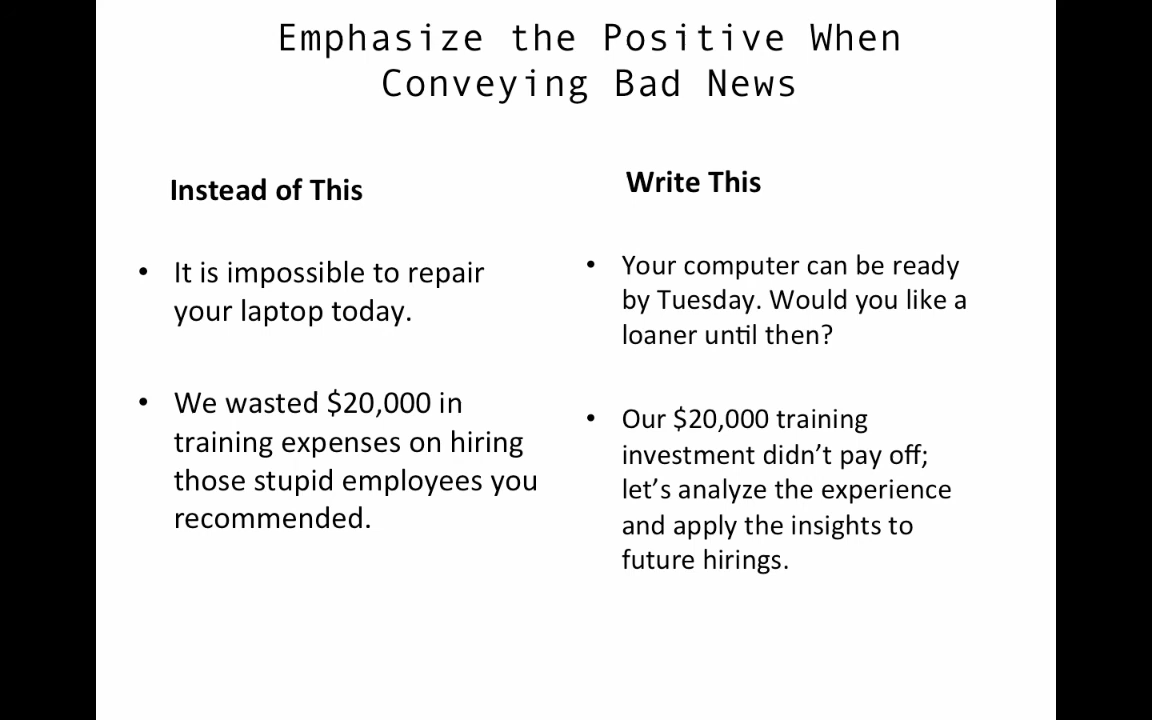 Emphasize the Positive When
Conveying Bad News
Instead of This
• It is impossible to repair
your laptop today.
• We wasted $20,000 in
training expenses on hiring
those stupid employees you
recommended.
Write This
• Your computer can be ready
by Tuesday. Would you like a
loaner until then?
• Our $20,000 training
investment didn’t pay off;
let’s analyze the experience
and apply the insights to
future hirings.